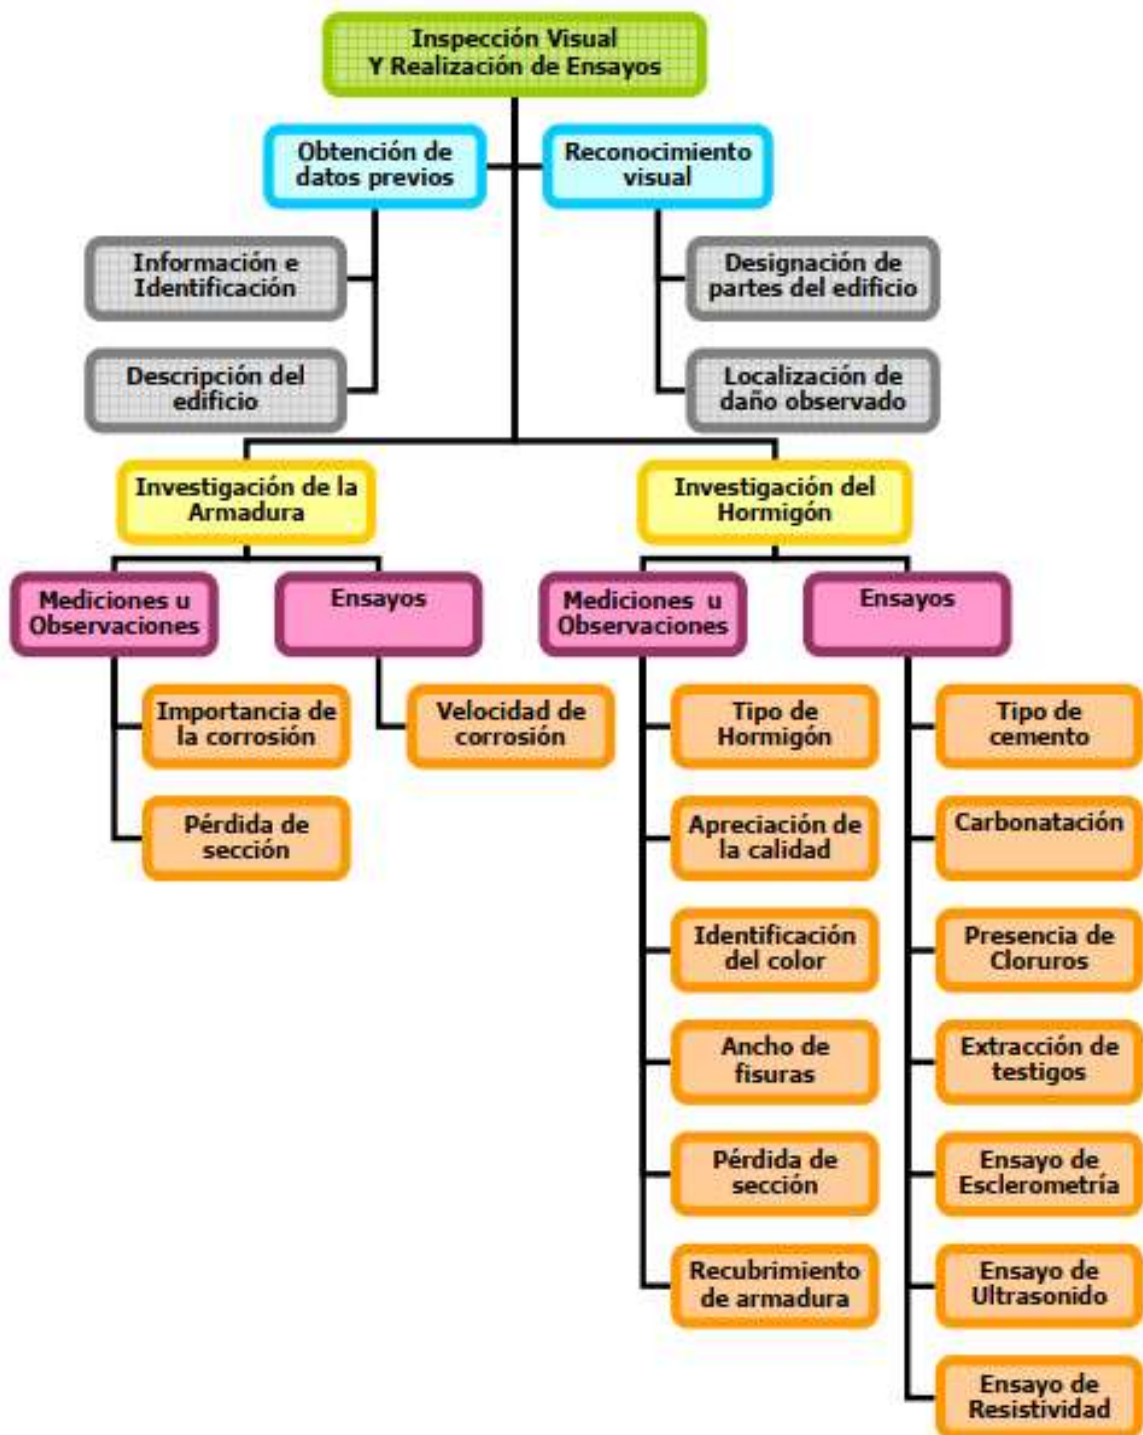 Inspección Visual
Y Realización de Ensayos
Obtención de
datos previos
Reconocimiento
visual
Información e
Identificación
Designación de
partes del edificio
Descripción del
edificio
Localización de
daño observado
Investigación de la
Armadura
Investigación del
Hormigón
Mediciones u
Observaciones
Ensayos
Mediciones u
Observaciones
Ensayos
Importancia de
la corrosión
Velocidad de
corrosión
Tipo de
Hormigón
Tipo de
cemento
Pérdida de
sección
Apreciación de
la calidad
Carbonatación
Identificación
del color
Presencia de
Cloruros
Ancho de
fisuras
Extracción de
testigos
Pérdida de
sección
Ensayo de
Esclerometría
Recubrimiento
de armadura
Ensayo de
Ultrasonido
Ensayo de
Resistividad